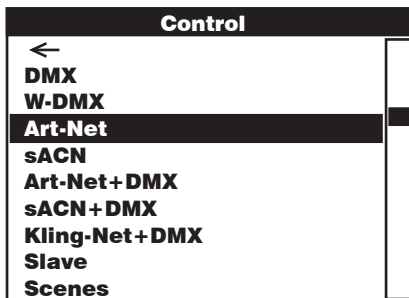 Control
←
DMX
W-DMX
Art-Net
sACN
Art-Net+DMX
sACN+DMX
Kling-Net+DMX
Slave
Scenes